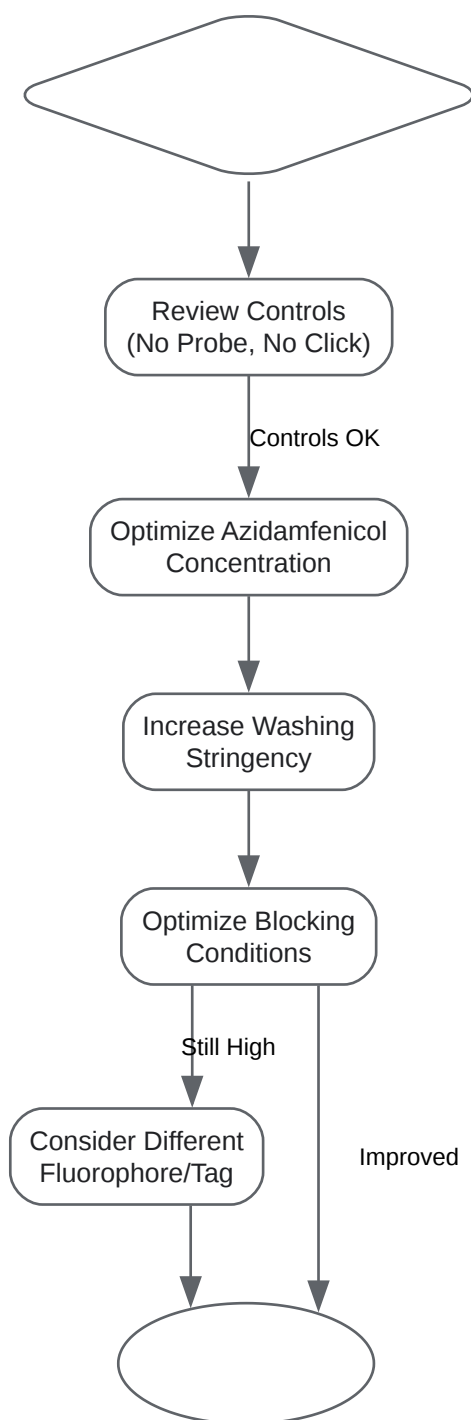 Review Controls
(No Probe, No Click)
Controls OK
Optimize Azidamfenicol
Concentration
Increase Washing
Stringency
Optimize Blocking
Conditions
Still High
Consider Different
Fluorophore/Tag
Improved